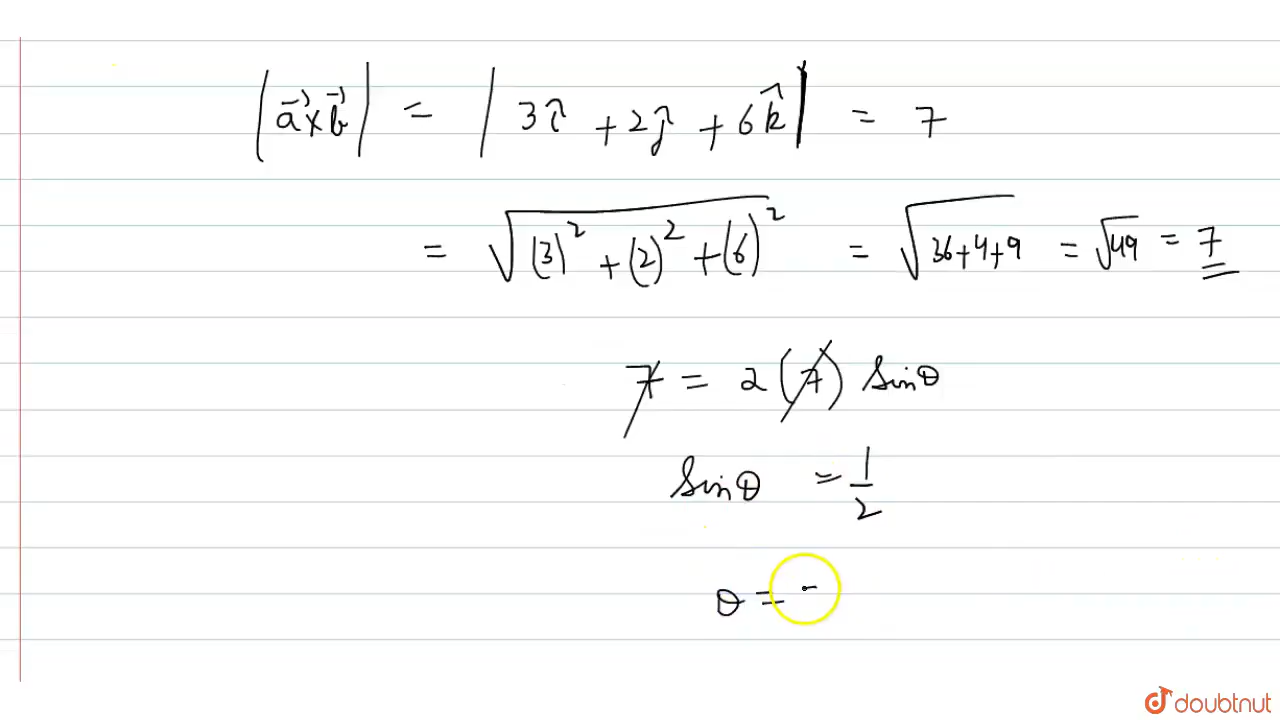 |a⃗×b⃗| = |3î + 2ĵ + 6k̂| = 7
= √((3)² + (2)² + (6)²) = √(36+4+9) = √49 = 7
7 = 2(7) Sinθ
Sinθ = 1/2
θ =
doubtnut